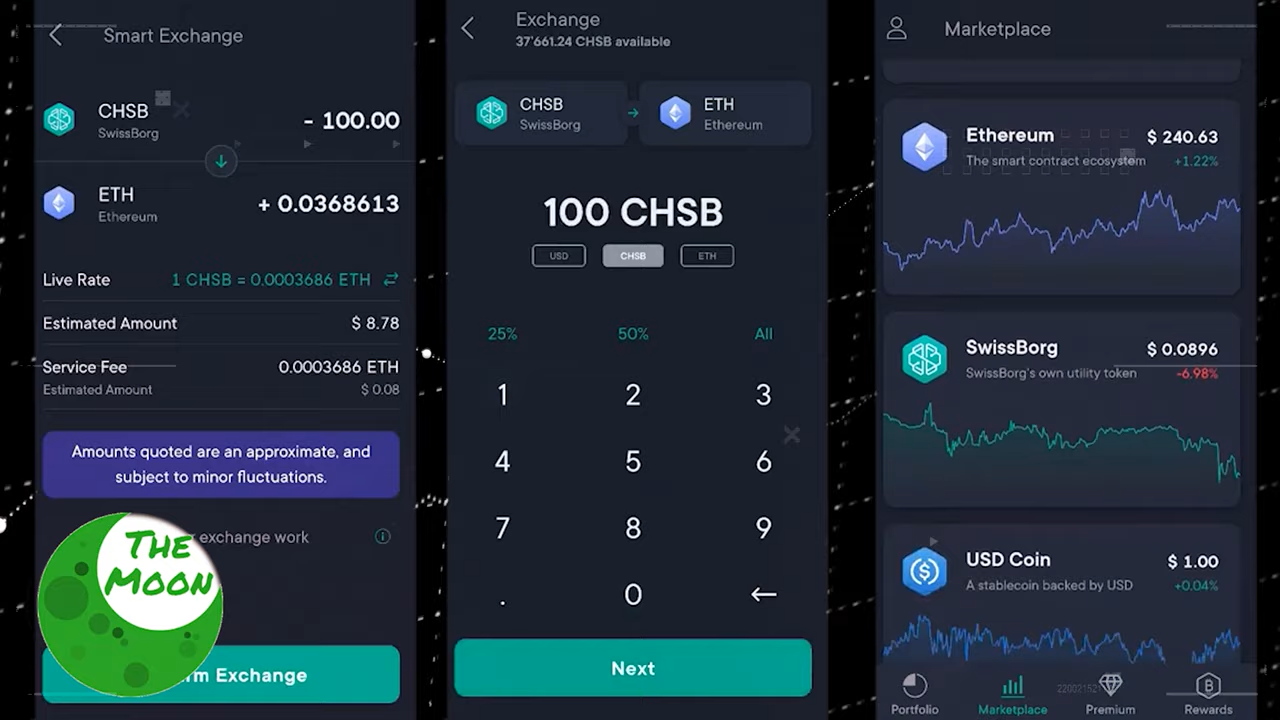 Smart Exchange
CHSB
SwissBorg
- 100.00
ETH
Ethereum
+ 0.0368613
Live Rate
1 CHSB = 0.0003686 ETH
Estimated Amount
$ 8.78
Service Fee
0.0003686 ETH
Estimated Amount
$ 0.08
Amounts quoted are an approximate, and
subject to minor fluctuations.
exchange work
THE
MOON
Exchange
Exchange
37'661.24 CHSB available
CHSB
SwissBorg
ETH
Ethereum
100 CHSB
USD
CHSB
ETH
25%
50%
All
1
2
3
4
5
6
7
8
9
.
0
Next
Marketplace
Ethereum
$ 240.63
The smart contract ecosystem
+1.22%
SwissBorg
$ 0.0896
SwissBorg's own utility token
-6.98%
USD Coin
$ 1.00
A stablecoin backed by USD
+0.04%
Portfolio
Marketplace
Premium
Rewards